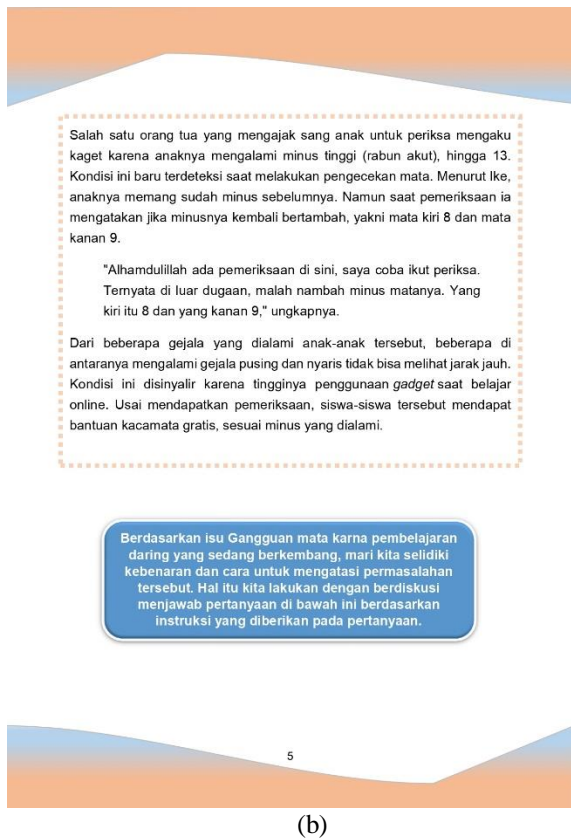 Salah satu orang tua yang mengajak sang anak untuk periksa mengaku
kaget karena anaknya mengalami minus tinggi (rabun akut), hingga 13.
Kondisi ini baru terdeteksi saat melakukan pengecekan mata. Menurut Ike,
anaknya memang sudah minus sebelumnya. Namun saat pemeriksaan ia
mengatakan jika minusnya kembali bertambah, yakni mata kiri 8 dan mata
kanan 9.
"Alhamdulillah ada pemeriksaan di sini, saya coba ikut periksa.
Ternyata di luar dugaan, malah nambah minus matanya. Yang
kiri itu 8 dan yang kanan 9," ungkapnya.
Dari beberapa gejala yang dialami anak-anak tersebut, beberapa di
antaranya mengalami gejala pusing dan nyaris tidak bisa melihat jarak jauh.
Kondisi ini disinyalir karena tingginya penggunaan gadget saat belajar
online. Usai mendapatkan pemeriksaan, siswa-siswa tersebut mendapat
bantuan kacamata gratis, sesuai minus yang dialami.
Berdasarkan isu Gangguan mata karna pembelajaran
daring yang sedang berkembang, mari kita selidiki
kebenaran dan cara untuk mengatasi permasalahan
tersebut. Hal itu kita lakukan dengan berdiskusi
menjawab pertanyaan di bawah ini berdasarkan
instruksi yang diberikan pada pertanyaan.
5
(b)